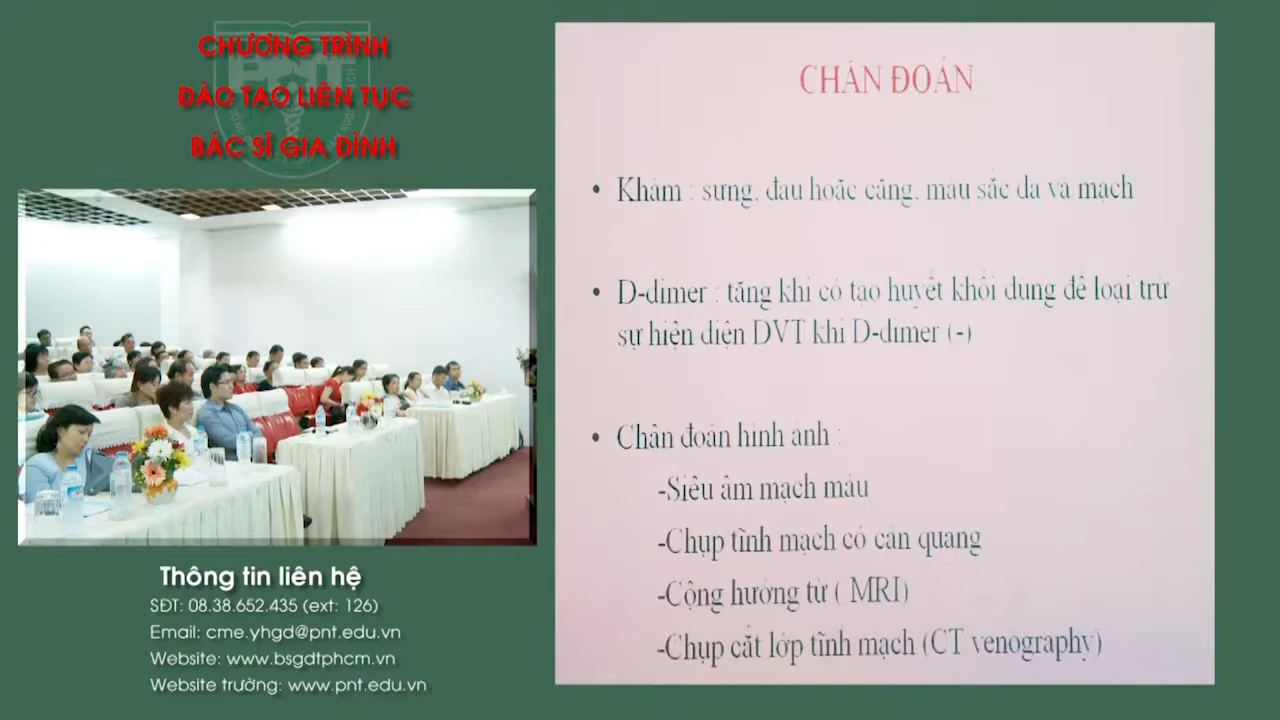 CHƯƠNG TRÌNH
ĐÀO TẠO LIÊN TỤC
BÁC SĨ GIA ĐÌNH
PNT
Thông tin liên hệ
SĐT: 08.38.652.435 (ext: 126)
Email: cme.yhgd@pnt.edu.vn
Website: www.bsgdtphcm.vn
Website trường: www.pnt.edu.vn
CHẨN ĐOÁN
• Khám : sưng, đau hoặc căng, màu sắc da và mạch
• D-dimer : tăng khi có tạo huyết khối dùng để loại trừ
sự hiện diện DVT khi D-dimer (-)
• Chẩn đoán hình ảnh :
-Siêu âm mạch máu
-Chụp tĩnh mạch có cản quang
-Cộng hưởng từ ( MRI)
-Chụp cắt lớp tĩnh mạch (CT venography)